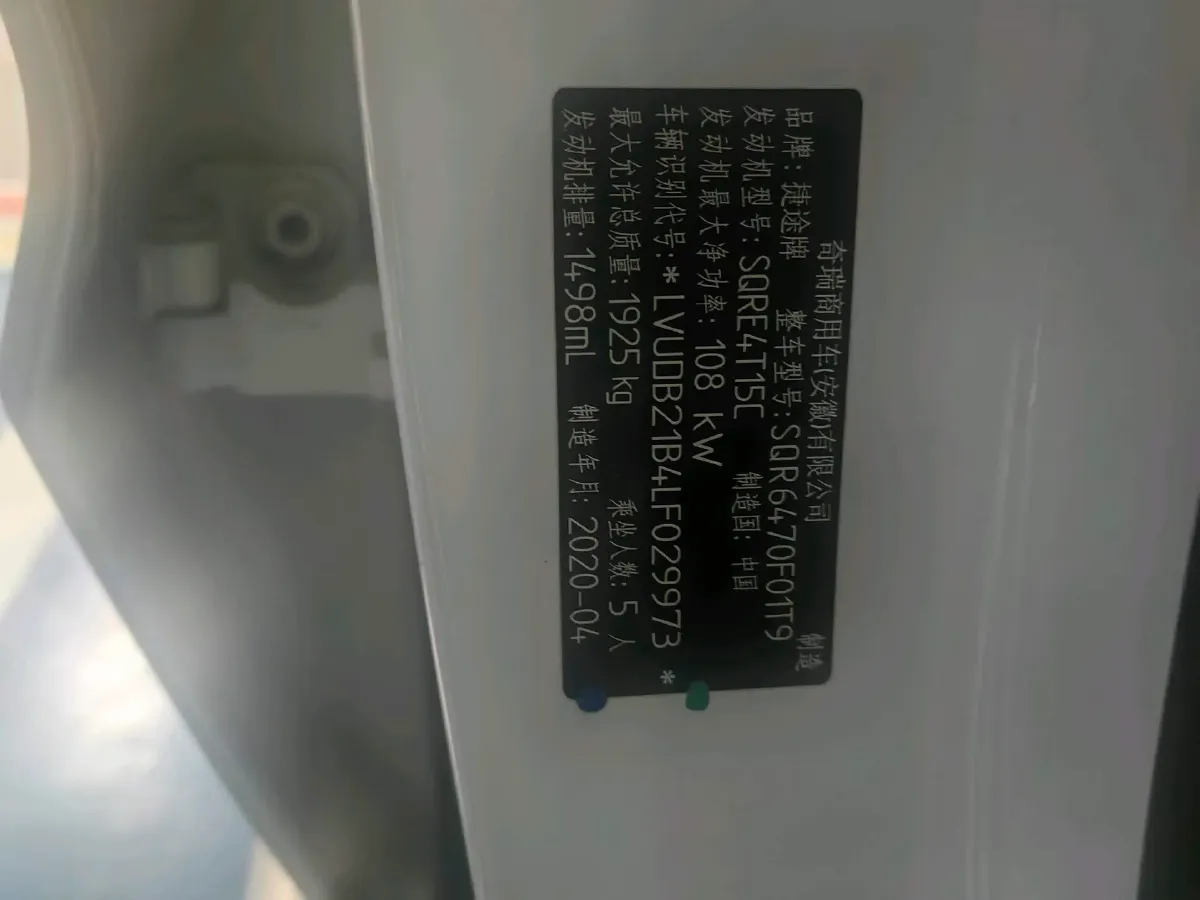 奇瑞商用车(安徽)有限公司 制造
品牌: 捷途牌 整车型号:SQR6470F01T9
发动机型号:SQRE4T15C 制造国: 中国
发动机最大净功率: 108 kW
车辆识别代号:*LVUDB21B4LF029973*
最大允许总质量:1925 kg 乘坐人数: 5 人
发动机排量:1498mL 制造年月: 2020-04